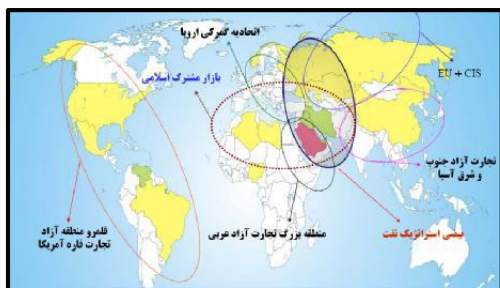 اتحادیه گمرکی اروپا
بازار مشترک اسلامی
EU + CIS
تجارت آزاد جنوب
و شرق آسیا
قلمرو منطقه آزاد
تجارت قاره آمریکا
منطقه بزرگ تجارت آزاد عربی
بیضی استراتژیک نفت